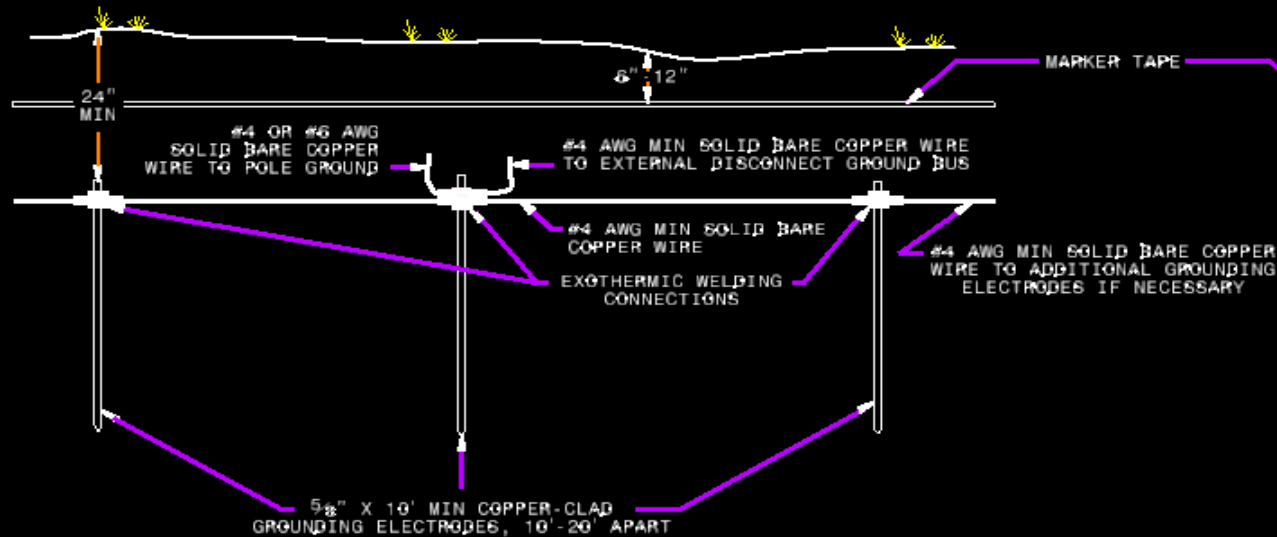 6"-12"
MARKER TAPE
24"
MIN
#4 OR #6 AWG
SOLID BARE COPPER
WIRE TO POLE GROUND
#4 AWG MIN SOLID BARE COPPER WIRE
TO EXTERNAL DISCONNECT GROUND BUS
#4 AWG MIN SOLID BARE
COPPER WIRE
#4 AWG MIN SOLID BARE COPPER
WIRE TO ADDITIONAL GROUNDING
ELECTRODES IF NECESSARY
EXOTHERMIC WELDING
CONNECTIONS
5/8" X 10' MIN COPPER-CLAD
GROUNDING ELECTRODES, 10'-20' APART